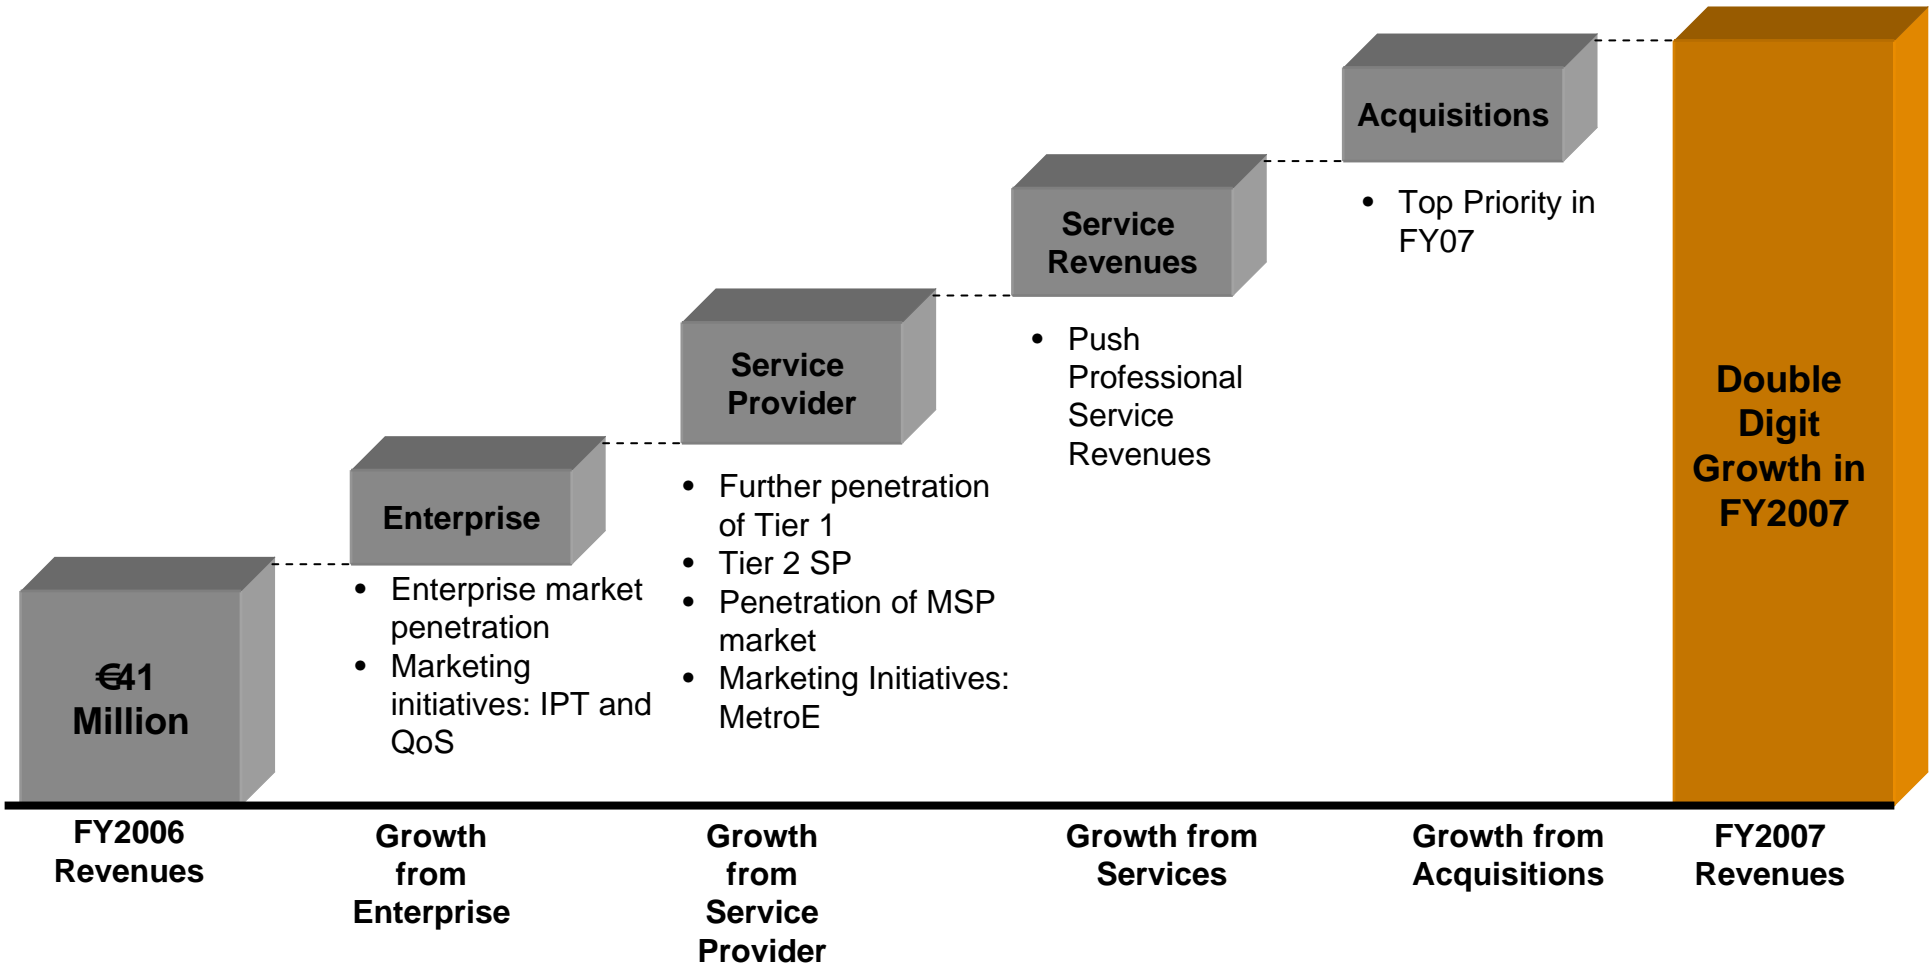 €41
Million
Enterprise
• Enterprise market
penetration
• Marketing
initiatives: IPT and
QoS
Service
Provider
• Further penetration
of Tier 1
• Tier 2 SP
• Penetration of MSP
market
• Marketing Initiatives:
MetroE
Service
Revenues
• Push
Professional
Service
Revenues
Acquisitions
• Top Priority in
FY07
Double
Digit
Growth in
FY2007
FY2006
Revenues
Growth
from
Enterprise
Growth
from
Service
Provider
Growth from
Services
Growth from
Acquisitions
FY2007
Revenues